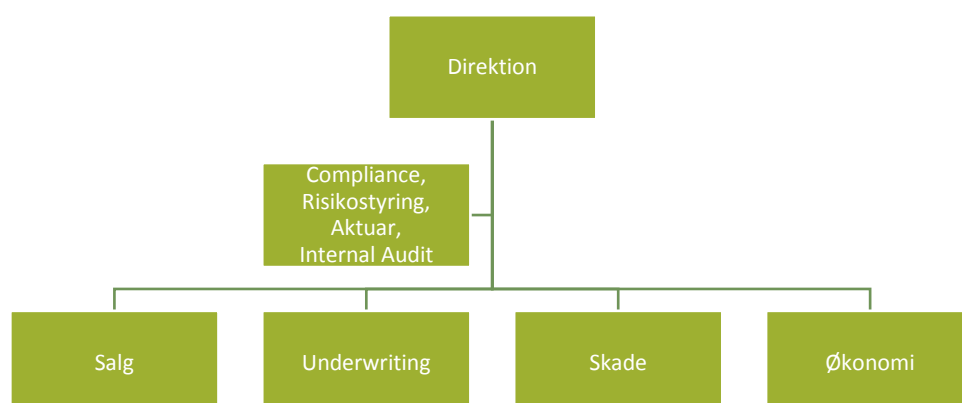 Direktion
Compliance,
Risikostyring,
Aktuar,
Internal Audit
Salg
Underwriting
Skade
Økonomi